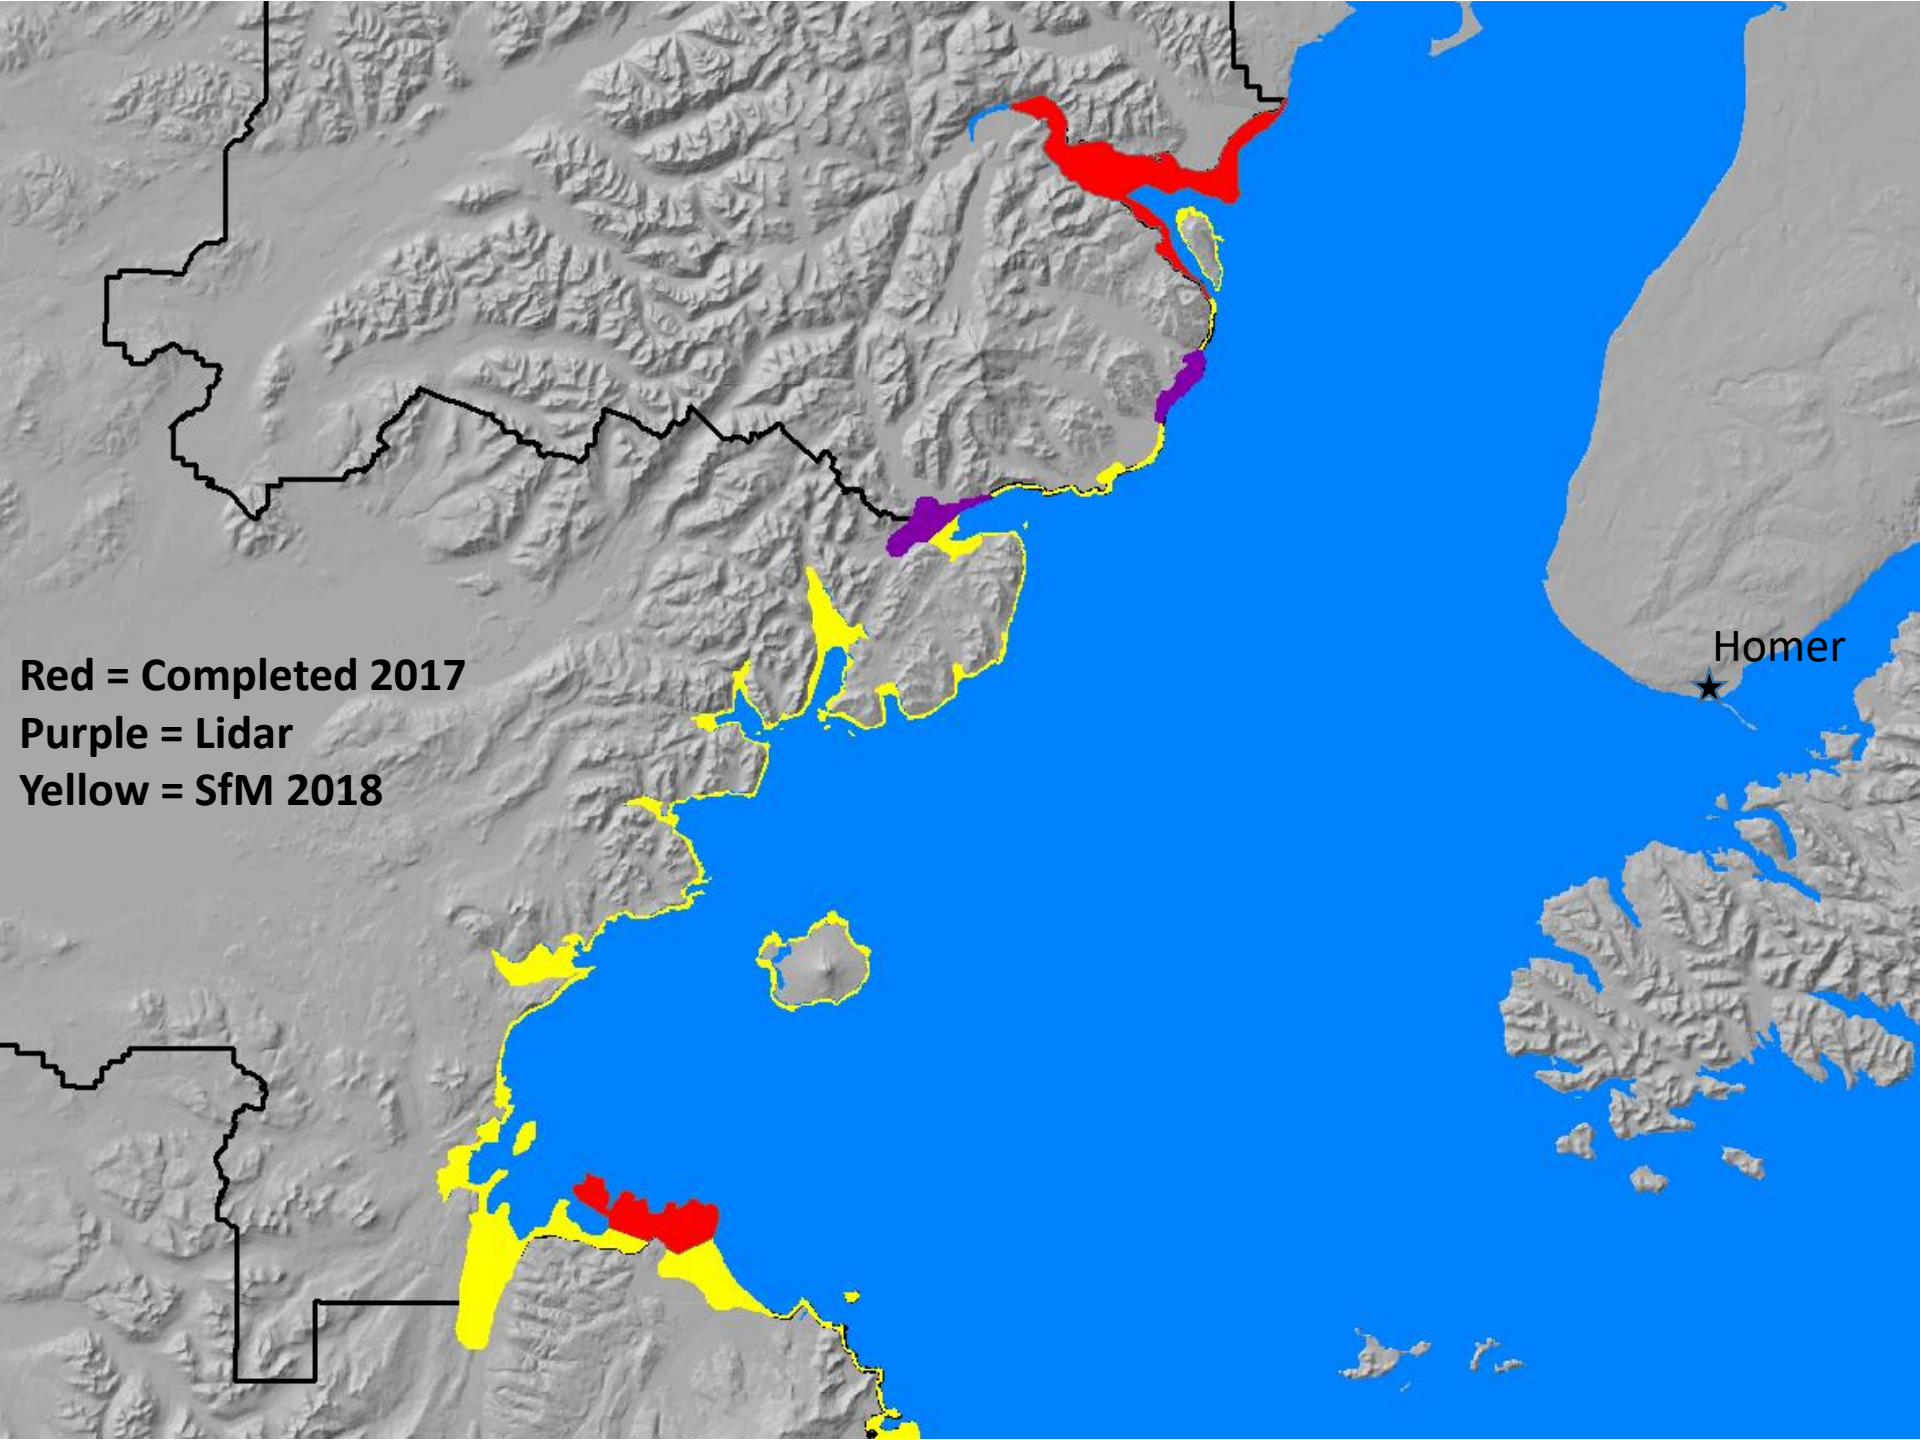 Homer
Red = Completed 2017
Purple = Lidar
Yellow = SfM 2018